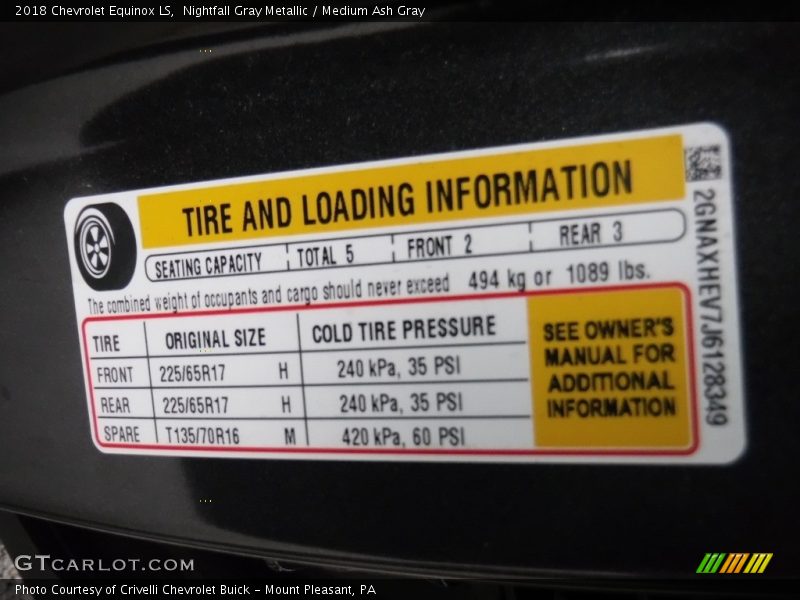 2018 Chevrolet Equinox LS,  Nightfall Gray Metallic / Medium Ash Gray
TIRE AND LOADING INFORMATION
SEATING CAPACITY TOTAL 5 FRONT 2 REAR 3
The combined weight of occupants and cargo should never exceed 494 kg or 1089 lbs.
TIRE ORIGINAL SIZE COLD TIRE PRESSURE
FRONT 225/65R17 H 240 kPa, 35 PSI
REAR 225/65R17 H 240 kPa, 35 PSI
SPARE T135/70R16 M 420 kPa, 60 PSI
SEE OWNER'S
MANUAL FOR
ADDITIONAL
INFORMATION
2GNAXHEV7J6128349
GTCARLOT.COM
Photo Courtesy of Crivelli Chevrolet Buick - Mount Pleasant, PA